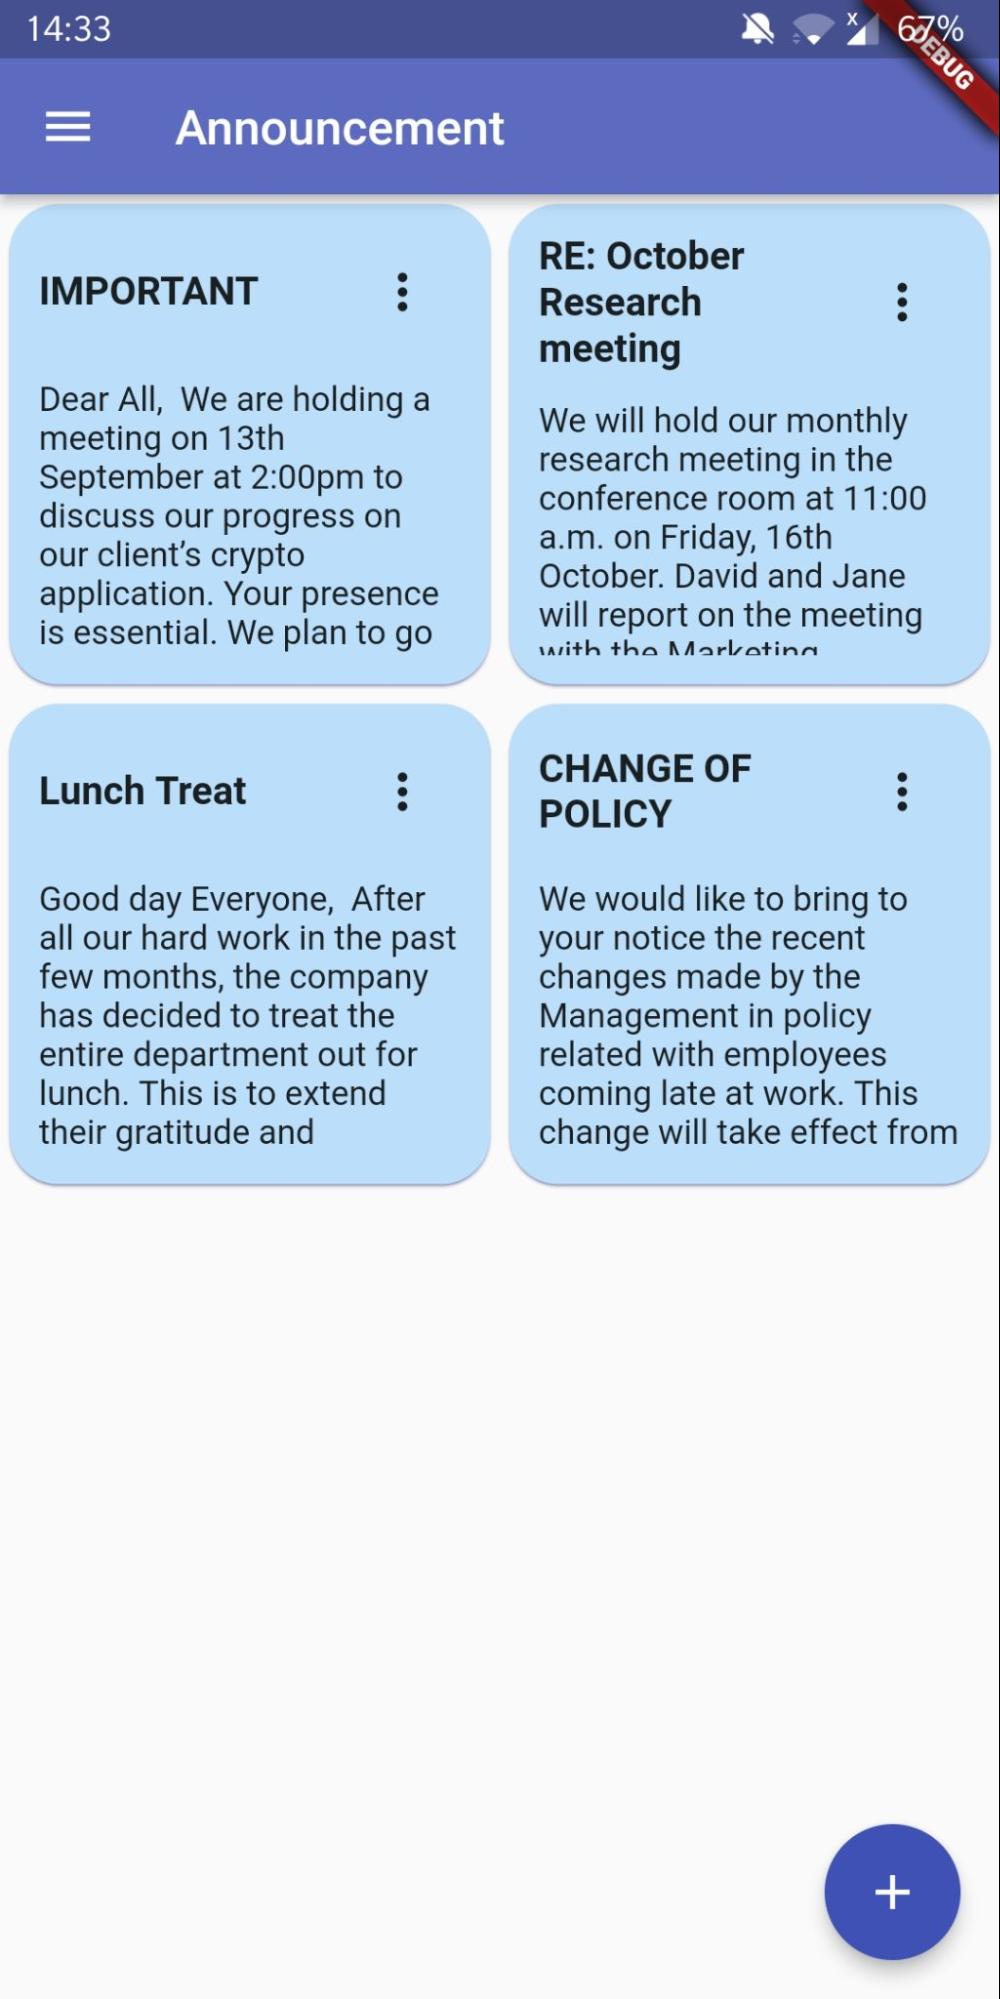 14:33
67%
DEBUG
Announcement
IMPORTANT
Dear All,  We are holding a
meeting on 13th
September at 2:00pm to
discuss our progress on
our client’s crypto
application. Your presence
is essential. We plan to go
RE: October
Research
meeting
We will hold our monthly
research meeting in the
conference room at 11:00
a.m. on Friday, 16th
October. David and Jane
will report on the meeting
with the Marketing
Lunch Treat
Good day Everyone,  After
all our hard work in the past
few months, the company
has decided to treat the
entire department out for
lunch. This is to extend
their gratitude and
CHANGE OF
POLICY
We would like to bring to
your notice the recent
changes made by the
Management in policy
related with employees
coming late at work. This
change will take effect from